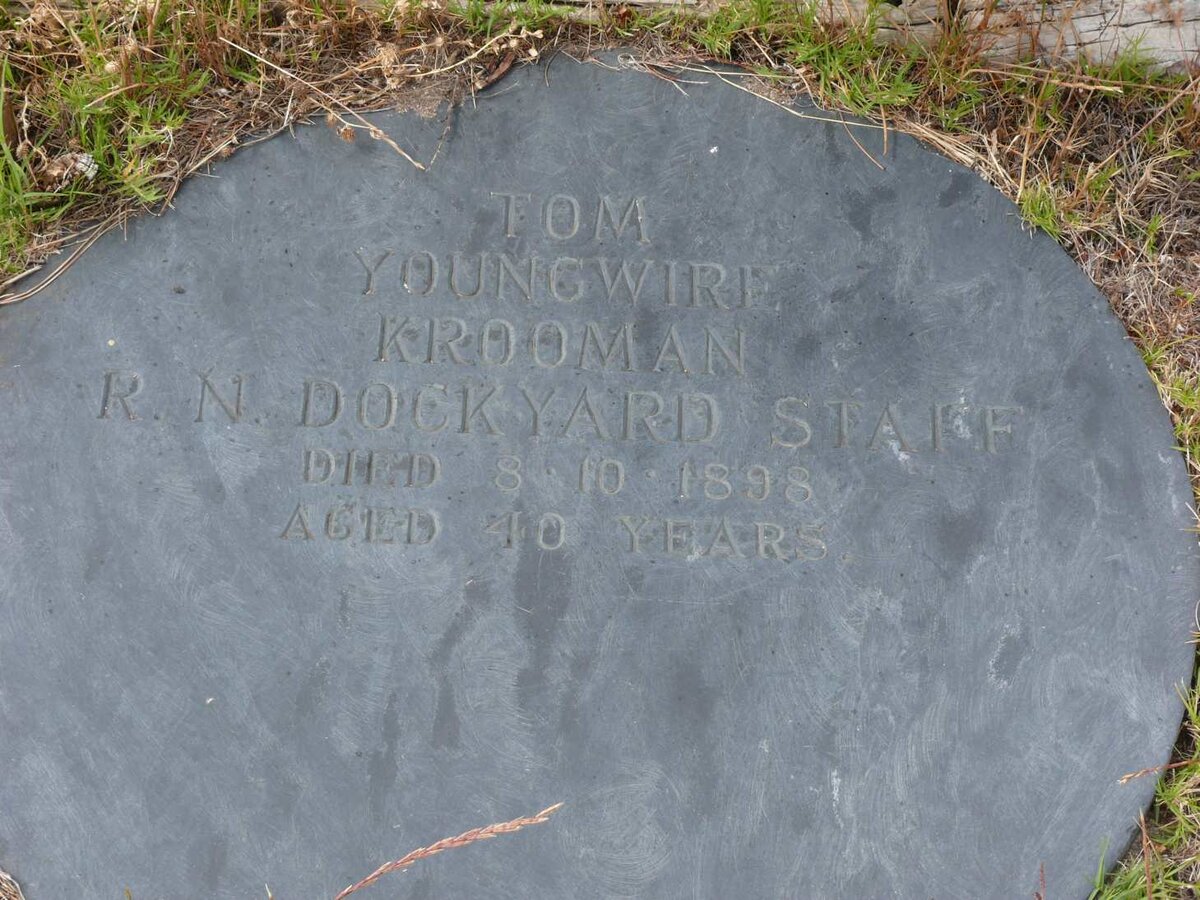 TOM
YOUNGWIRE
KROOMAN
R. N. DOCKYARD STAFF
DIED 8·10·1898
AGED 40 YEARS.